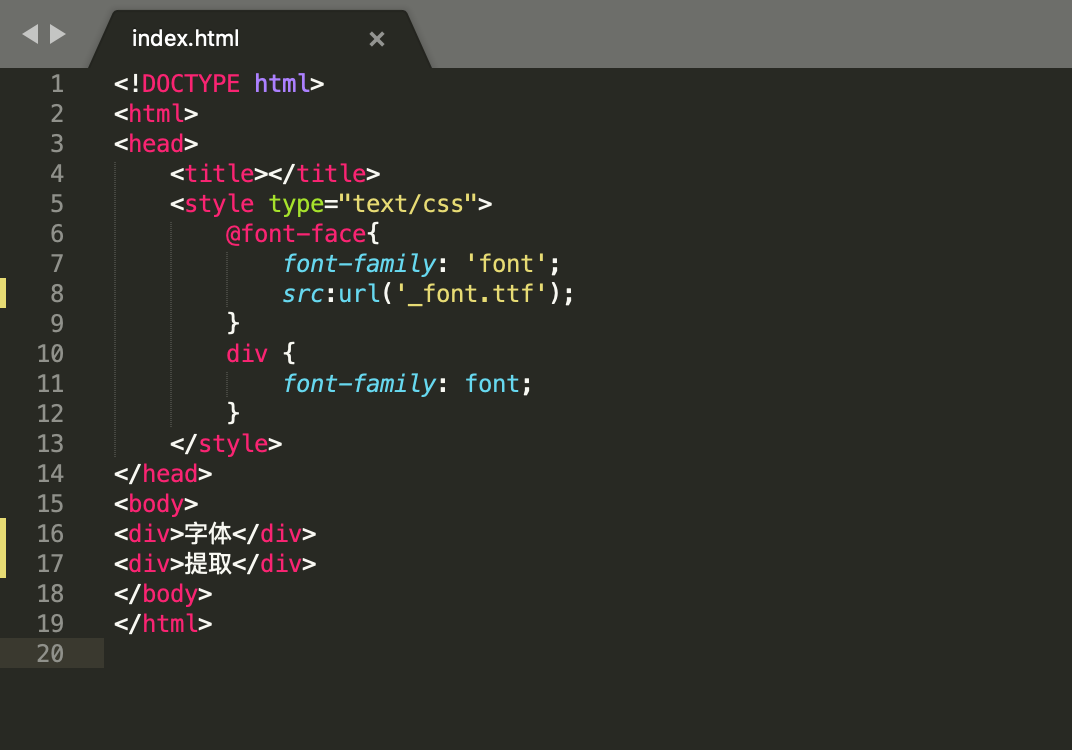 index.html
1 <!DOCTYPE html>
2 <html>
3 <head>
4     <title></title>
5     <style type="text/css">
6         @font-face{
7             font-family: 'font';
8             src:url('_font.ttf');
9         }
10         div {
11             font-family: font;
12         }
13     </style>
14 </head>
15 <body>
16 <div>字体</div>
17 <div>提取</div>
18 </body>
19 </html>
20